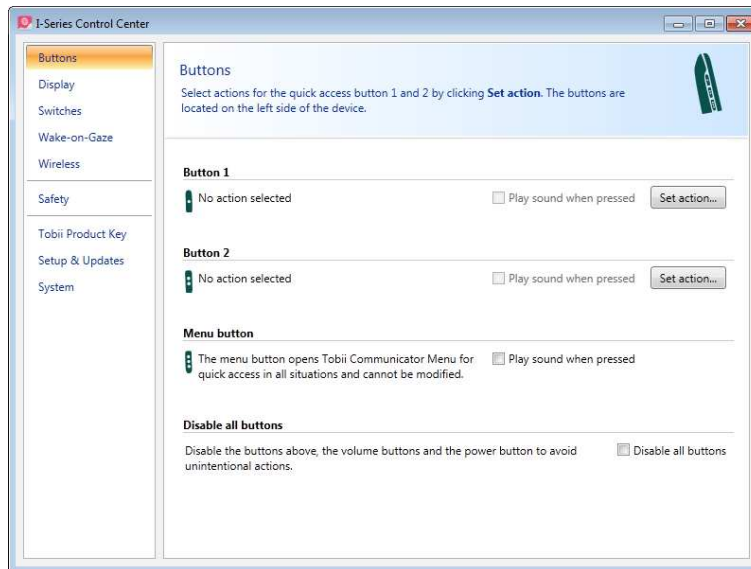 I-Series Control Center
Buttons
Display
Switches
Wake-on-Gaze
Wireless
Safety
Tobii Product Key
Setup & Updates
System
Buttons
Select actions for the quick access button 1 and 2 by clicking Set action. The buttons are
located on the left side of the device.
Button 1
No action selected
Play sound when pressed
Set action...
Button 2
No action selected
Play sound when pressed
Set action...
Menu button
The menu button opens Tobii Communicator Menu for
quick access in all situations and cannot be modified.
Play sound when pressed
Disable all buttons
Disable the buttons above, the volume buttons and the power button to avoid
unintentional actions.
Disable all buttons